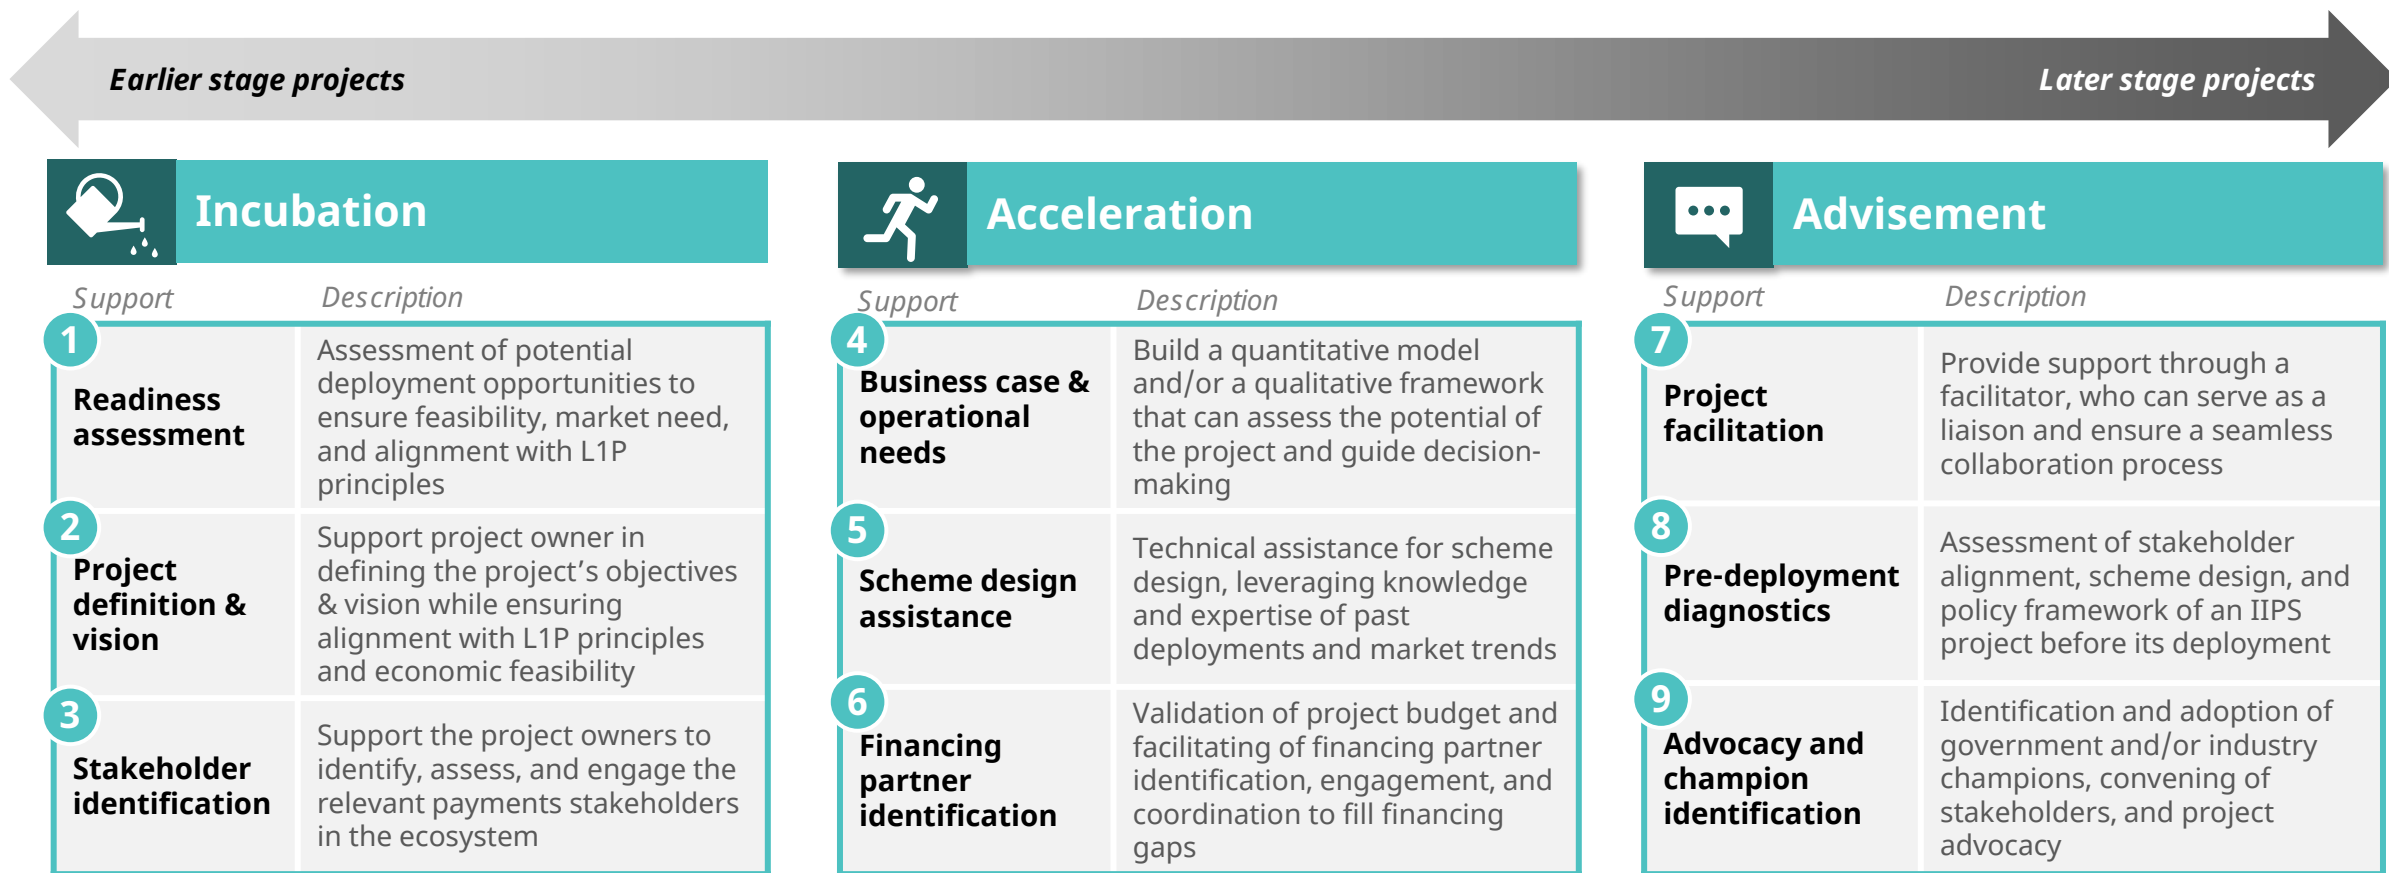 Earlier stage projects
Later stage projects
Incubation
Support
Description
1
Readiness
assessment
Assessment of potential
deployment opportunities to
ensure feasibility, market need,
and alignment with L1P
principles
2
Project
definition &
vision
Support project owner in
defining the project’s objectives
& vision while ensuring
alignment with L1P principles
and economic feasibility
3
Stakeholder
identification
Support the project owners to
identify, assess, and engage the
relevant payments stakeholders
in the ecosystem
Acceleration
Support
Description
4
Business case &
operational
needs
Build a quantitative model
and/or a qualitative framework
that can assess the potential of
the project and guide decision-
making
5
Scheme design
assistance
Technical assistance for scheme
design, leveraging knowledge
and expertise of past
deployments and market trends
6
Financing
partner
identification
Validation of project budget and
facilitating of financing partner
identification, engagement, and
coordination to fill financing
gaps
Advisement
Support
Description
7
Project
facilitation
Provide support through a
facilitator, who can serve as a
liaison and ensure a seamless
collaboration process
8
Pre-deployment
diagnostics
Assessment of stakeholder
alignment, scheme design, and
policy framework of an IIPS
project before its deployment
9
Advocacy and
champion
identification
Identification and adoption of
government and/or industry
champions, convening of
stakeholders, and project
advocacy